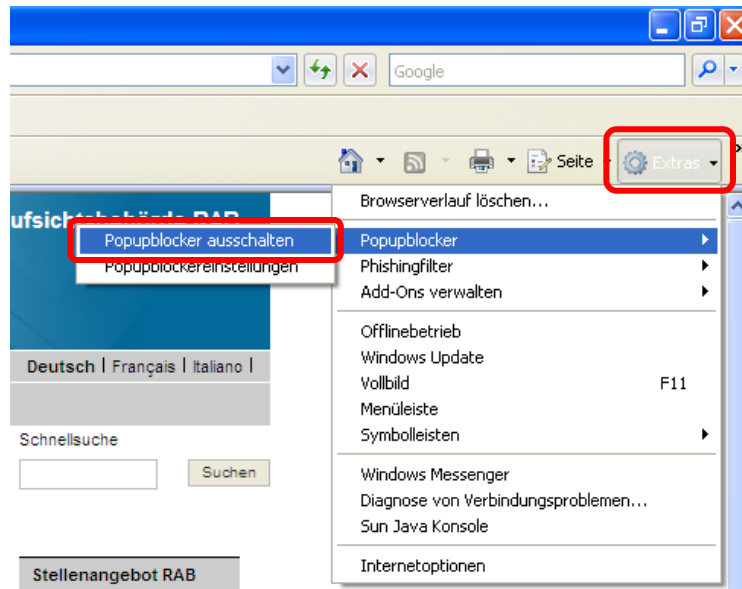 Google
Seite
Extras
Browserverlauf löschen...
ufsichtsbehörde RAB
Popupblocker ausschalten
Popupblocker
Popupblockereinstellungen
Phishingfilter
Add-Ons verwalten
Offlinebetrieb
Windows Update
Deutsch | Français | Italiano |
Vollbild F11
Menüleiste
Schnellsuche
Symbolleisten
Suchen
Windows Messenger
Diagnose von Verbindungsproblemen...
Sun Java Konsole
Internetoptionen
Stellenangebot RAB